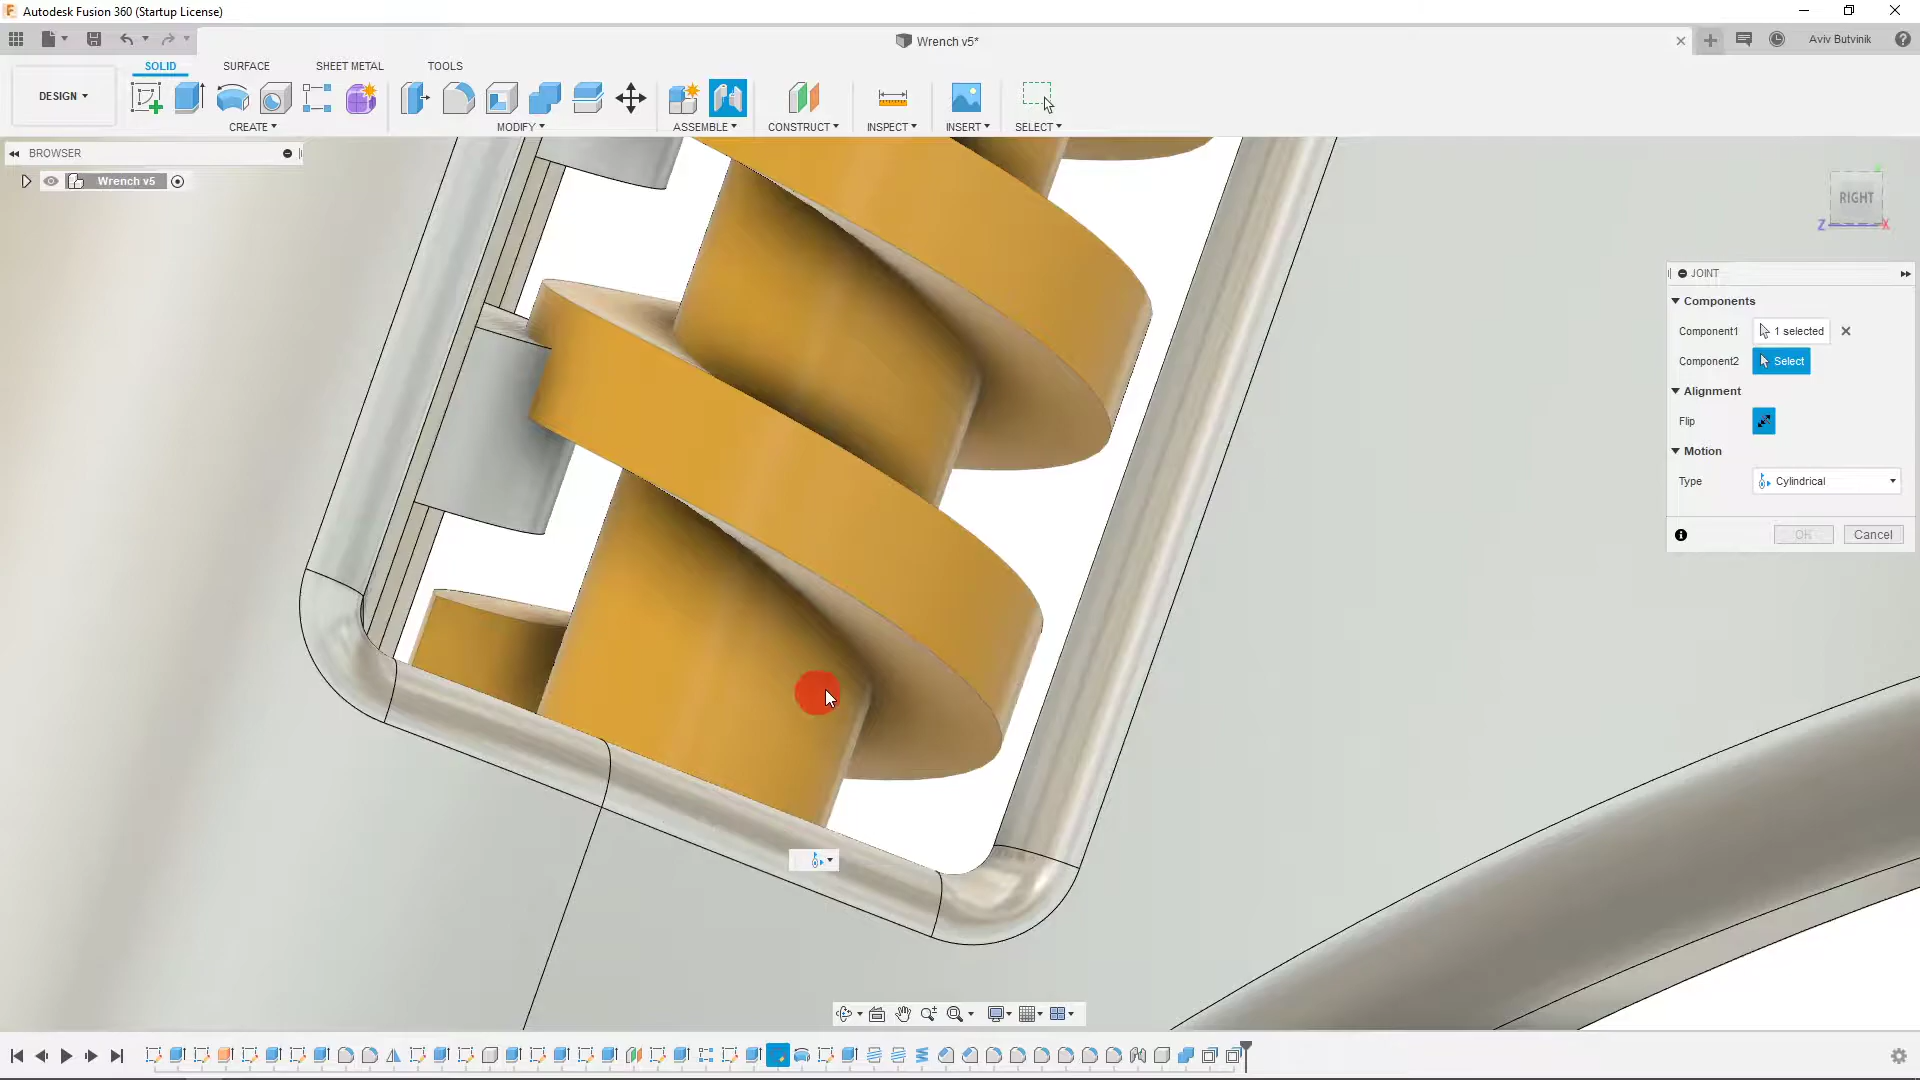 Autodesk Fusion 360 (Startup License)
Wrench v5*
Aviv Butvinik
DESIGN
SOLID
SURFACE
SHEET METAL
TOOLS
CREATE
MODIFY
ASSEMBLE
CONSTRUCT
INSPECT
INSERT
SELECT
BROWSER
Wrench v5
RIGHT
Z
X
JOINT
Components
Component1
1 selected
Component2
Select
Alignment
Flip
Motion
Type
Cylindrical
OK
Cancel